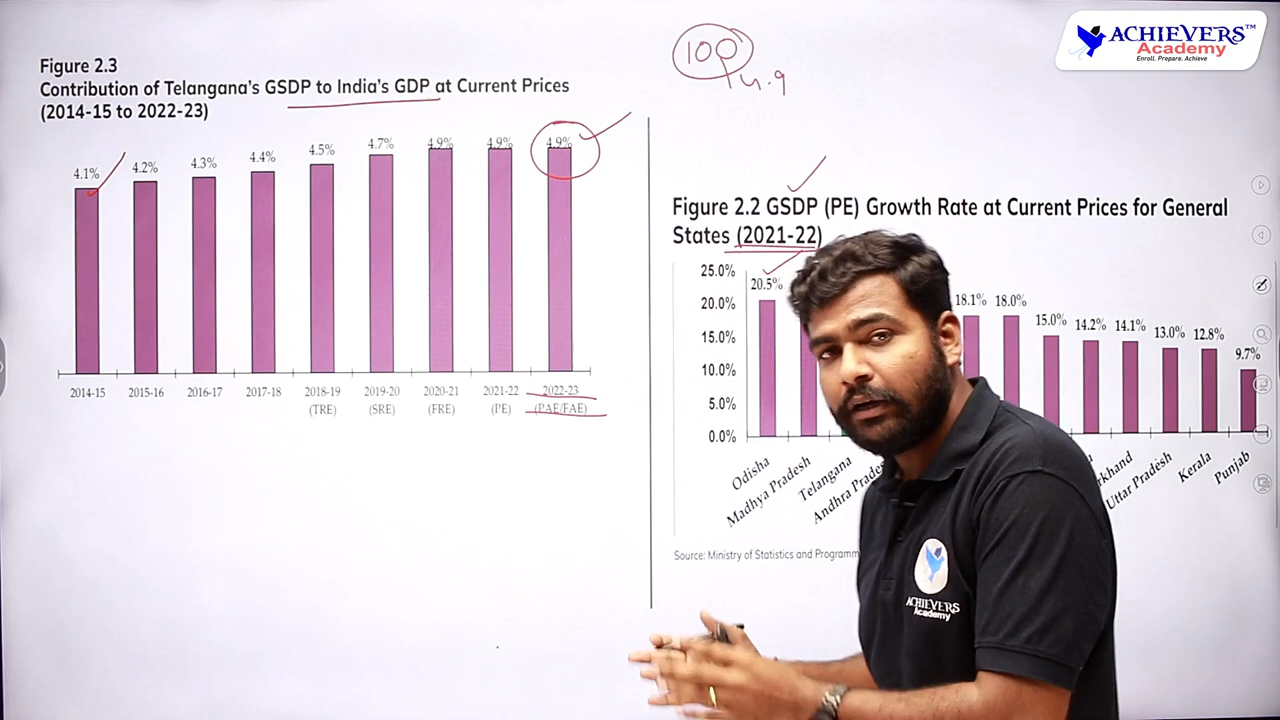 ACHIEVERS™
Academy
Enroll. Prepare. Achieve
Figure 2.3
Contribution of Telangana's GSDP to India's GDP at Current Prices
(2014-15 to 2022-23)
4.1%
4.2%
4.3%
4.4%
4.5%
4.7%
4.9%
4.9%
4.9%
2014-15
2015-16
2016-17
2017-18
2018-19
(TRE)
2019-20
(SRE)
2020-21
(FRE)
2021-22
(PE)
2022-23
(PAE/FAE)
100
4.9
Figure 2.2 GSDP (PE) Growth Rate at Current Prices for General
States (2021-22)
25.0%
20.0%
15.0%
10.0%
5.0%
0.0%
20.5%
18.1%
18.0%
15.0%
14.2%
14.1%
13.0%
12.8%
9.7%
Odisha
Madhya Pradesh
Telangana
Andhra
Uttar Pradesh
Kerala
Punjab
Source: Ministry of Statistics and
ACHIEVERS
Academy